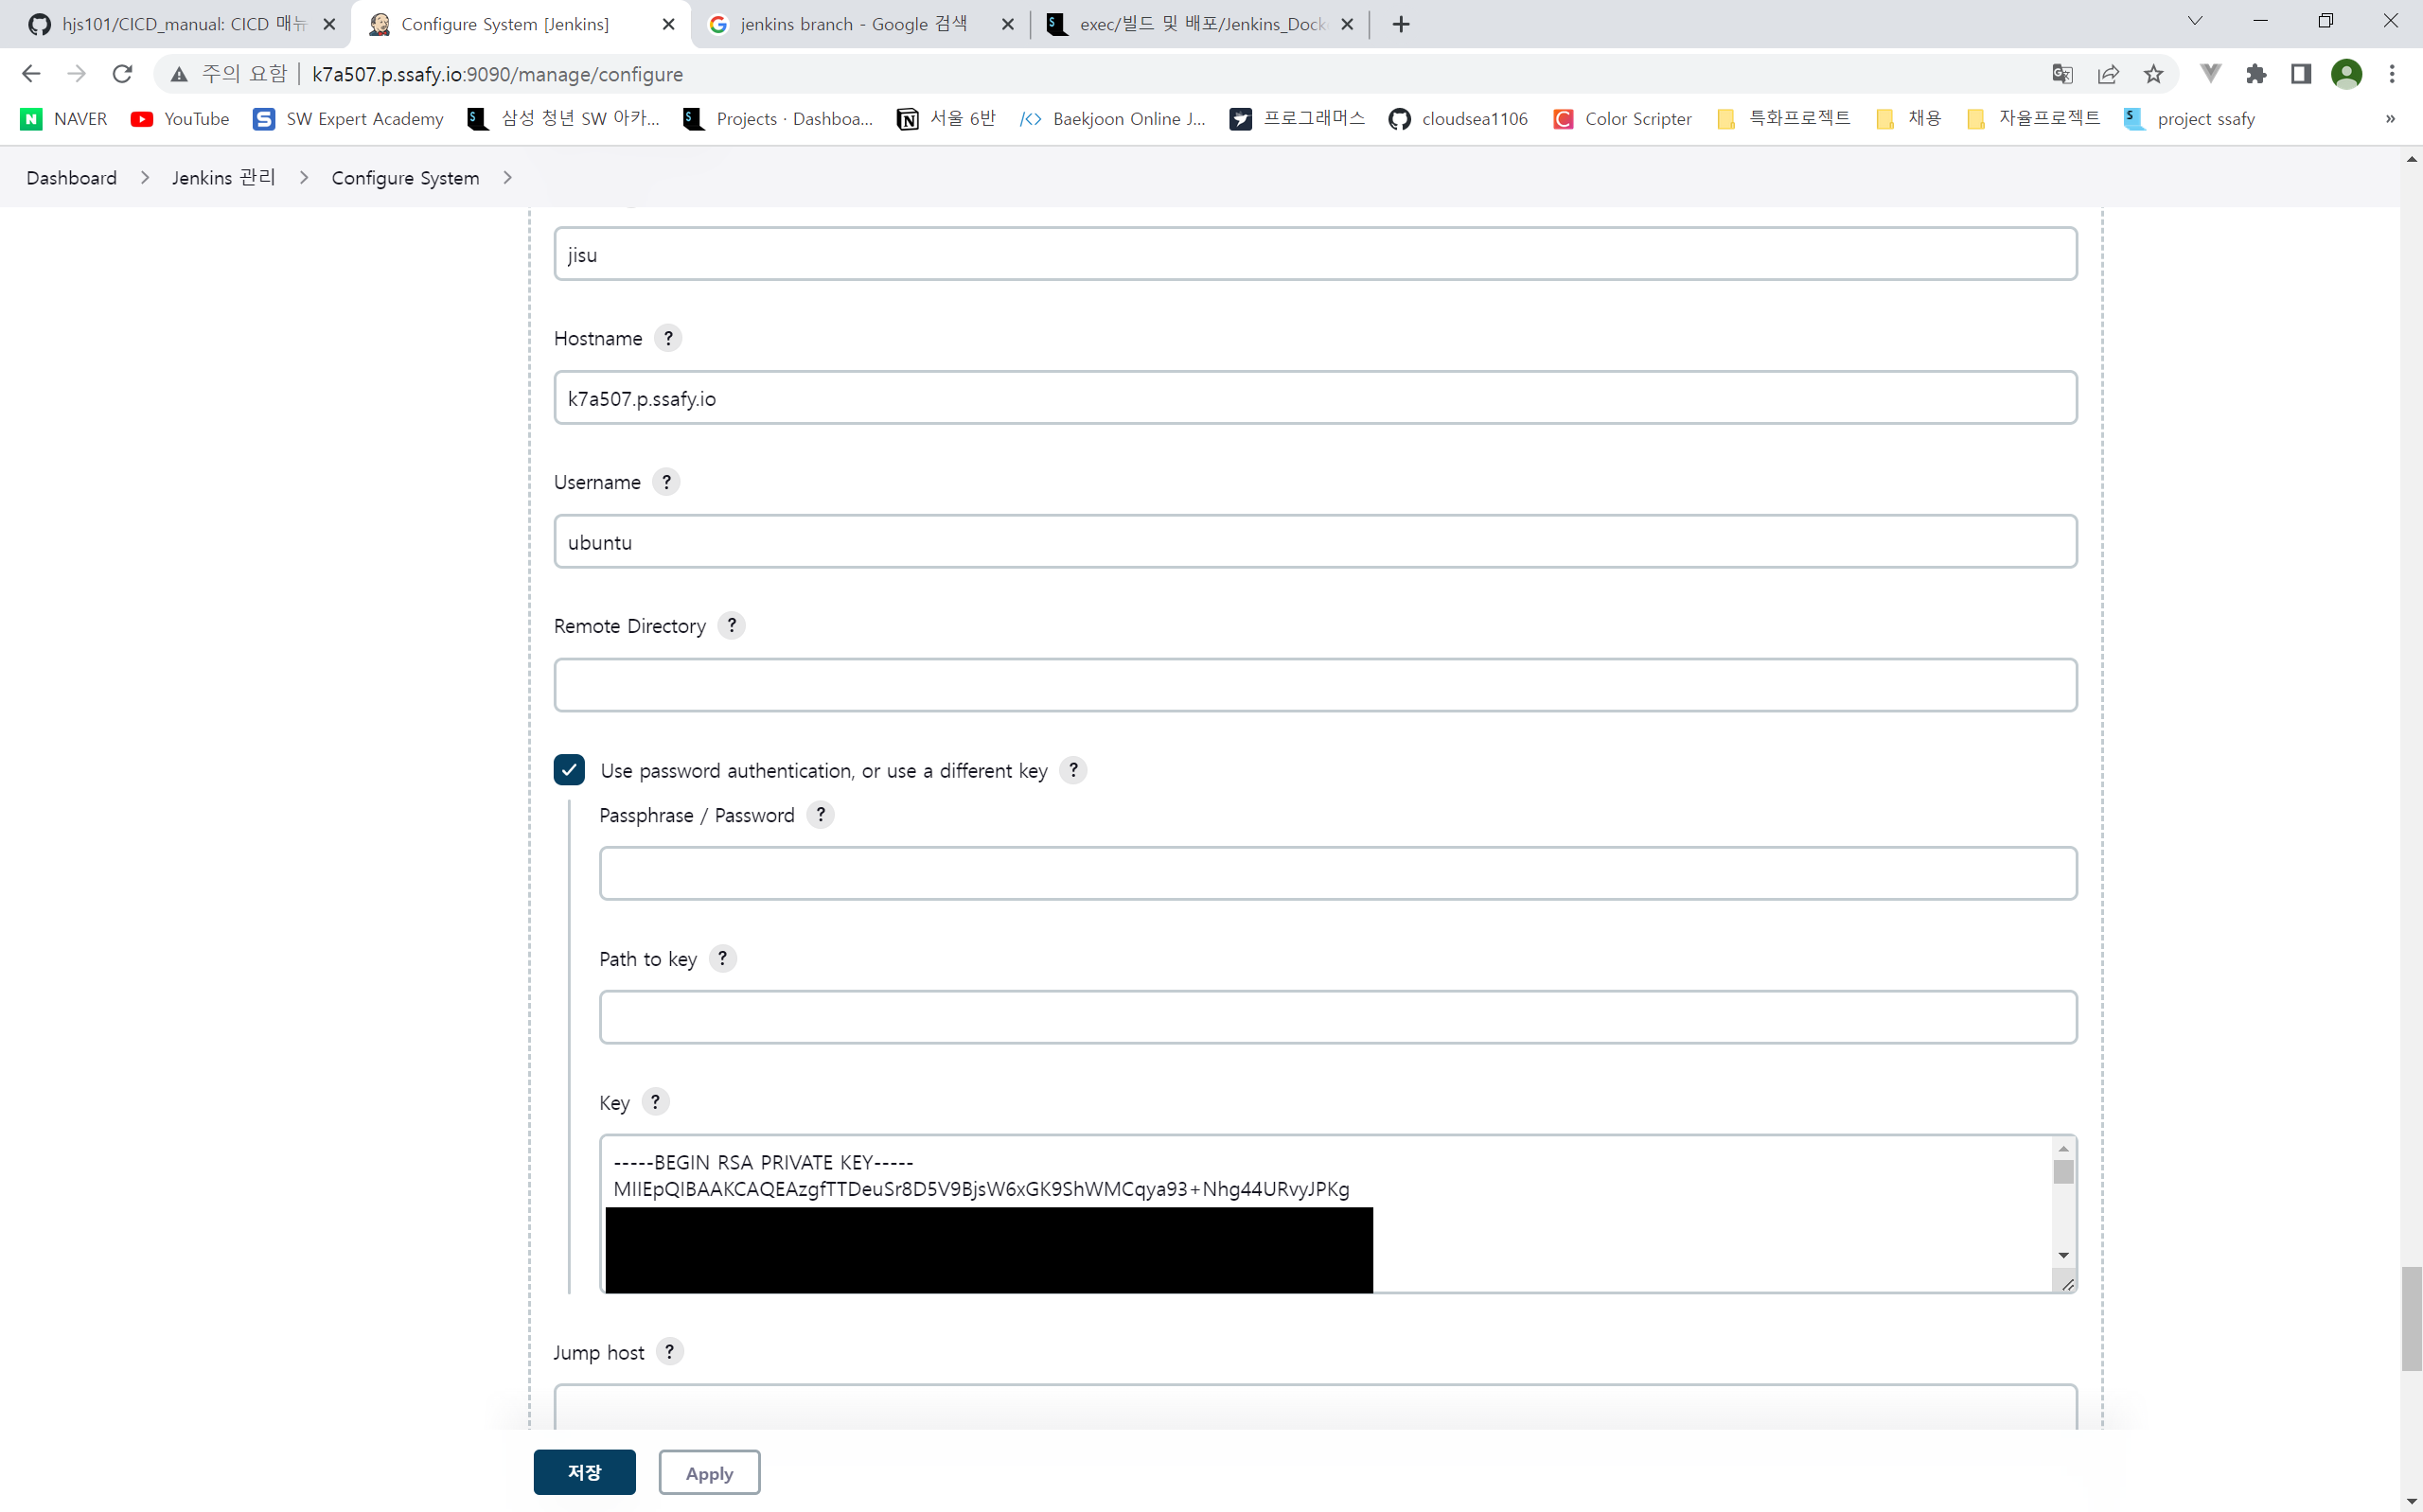 hjs101/CICD_manual: CICD 매뉴
Configure System [Jenkins]
jenkins branch - Google 검색
exec/빌드 및 배포/Jenkins_Dock
주의 요함
k7a507.p.ssafy.io:9090/manage/configure
NAVER
YouTube
SW Expert Academy
삼성 청년 SW 아카...
Projects · Dashboa...
서울 6반
Baekjoon Online J...
프로그래머스
cloudsea1106
Color Scripter
특화프로젝트
채용
자율프로젝트
project ssafy
»
Dashboard > Jenkins 관리 > Configure System >
jisu
Hostname ?
k7a507.p.ssafy.io
Username ?
ubuntu
Remote Directory ?
Use password authentication, or use a different key ?
Passphrase / Password ?
Path to key ?
Key ?
-----BEGIN RSA PRIVATE KEY-----
MIIEpQIBAAKCAQEAzgfTTDeuSr8D5V9BjsW6xGK9ShWMCqya93+Nhg44URvyJPKg
Jump host ?
저장
Apply